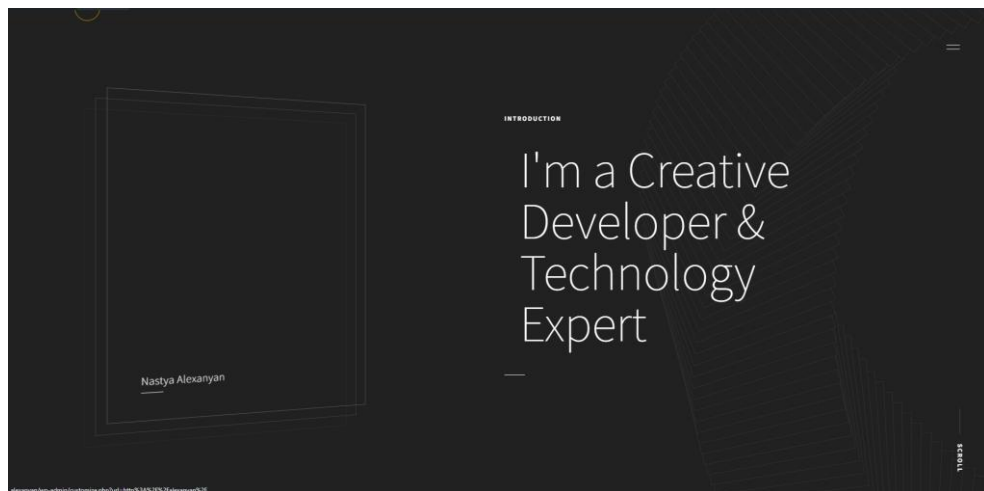 INTRODUCTION
I'm a Creative
Developer &
Technology
Expert
Nastya Alexanyan
SCROLL